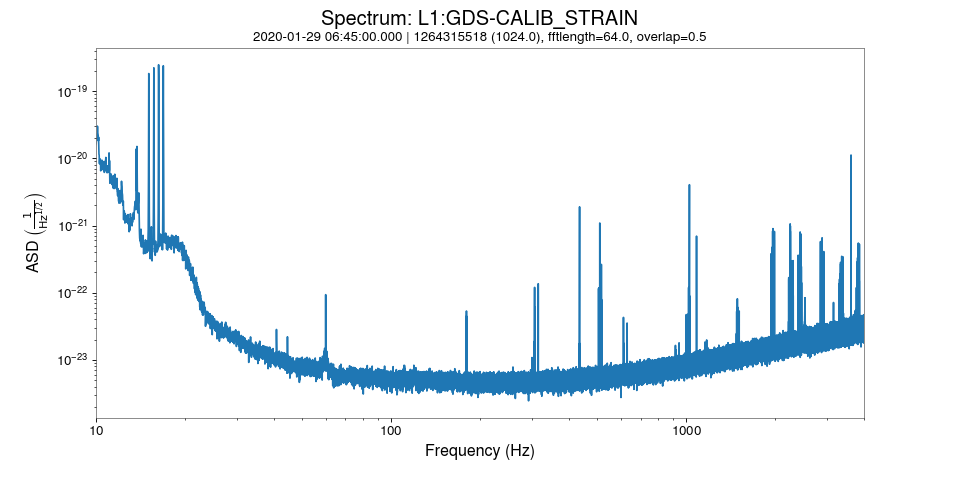 Spectrum: L1:GDS-CALIB_STRAIN
2020-01-29 06:45:00.000 | 1264315518 (1024.0), fftlength=64.0, overlap=0.5
ASD (1/Hz^1/2)
10^−19
10^−20
10^−21
10^−22
10^−23
10 100 1000
Frequency (Hz)